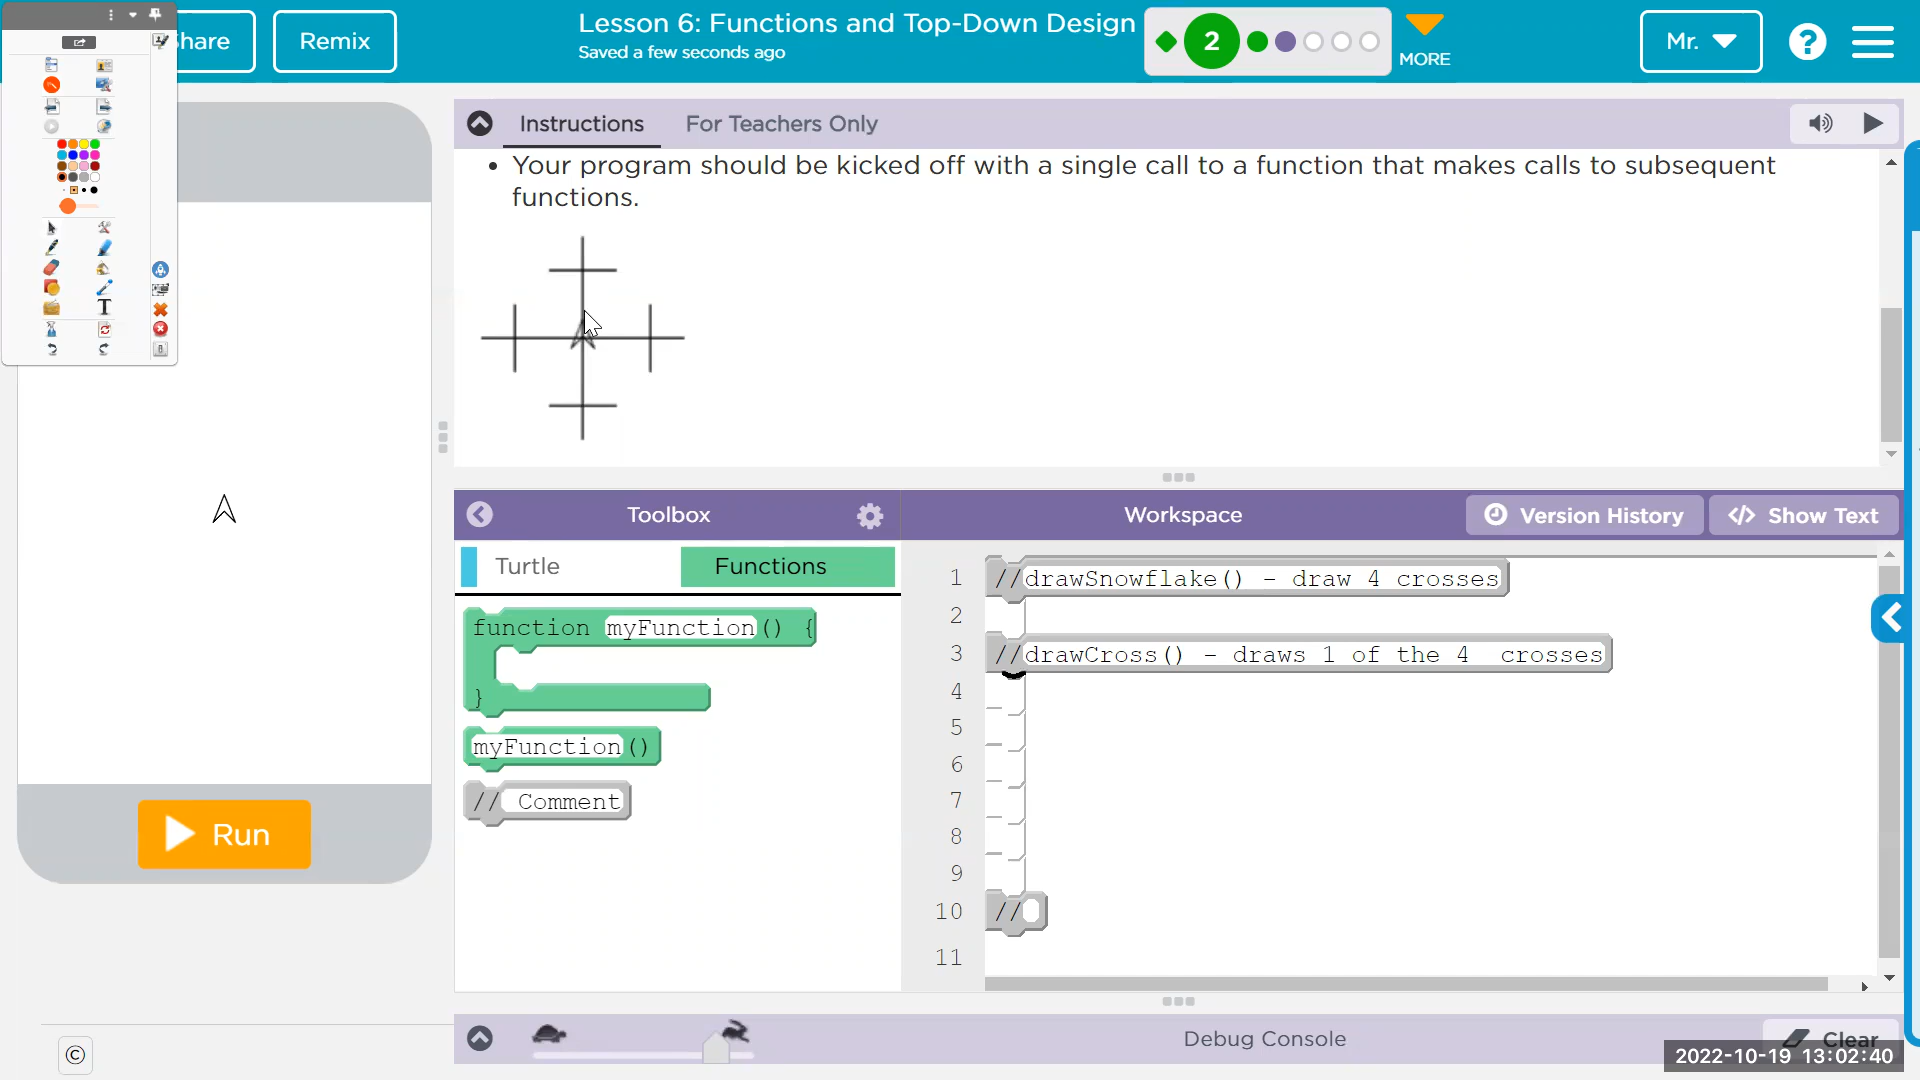 Share
Remix
Lesson 6: Functions and Top-Down Design
Saved a few seconds ago
2
MORE
Mr.
?
Instructions
For Teachers Only
• Your program should be kicked off with a single call to a function that makes calls to subsequent
functions.
T
Toolbox
Workspace
Version History
</> Show Text
Turtle
Functions
function myFunction() {
}
myFunction()
// Comment
1 //drawSnowflake() - draw 4 crosses
2
3 //drawCross() - draws 1 of the 4  crosses
4
5
6
7
8
9
10 //
11
Run
©
Debug Console
Clear
2022-10-19 13:02:40